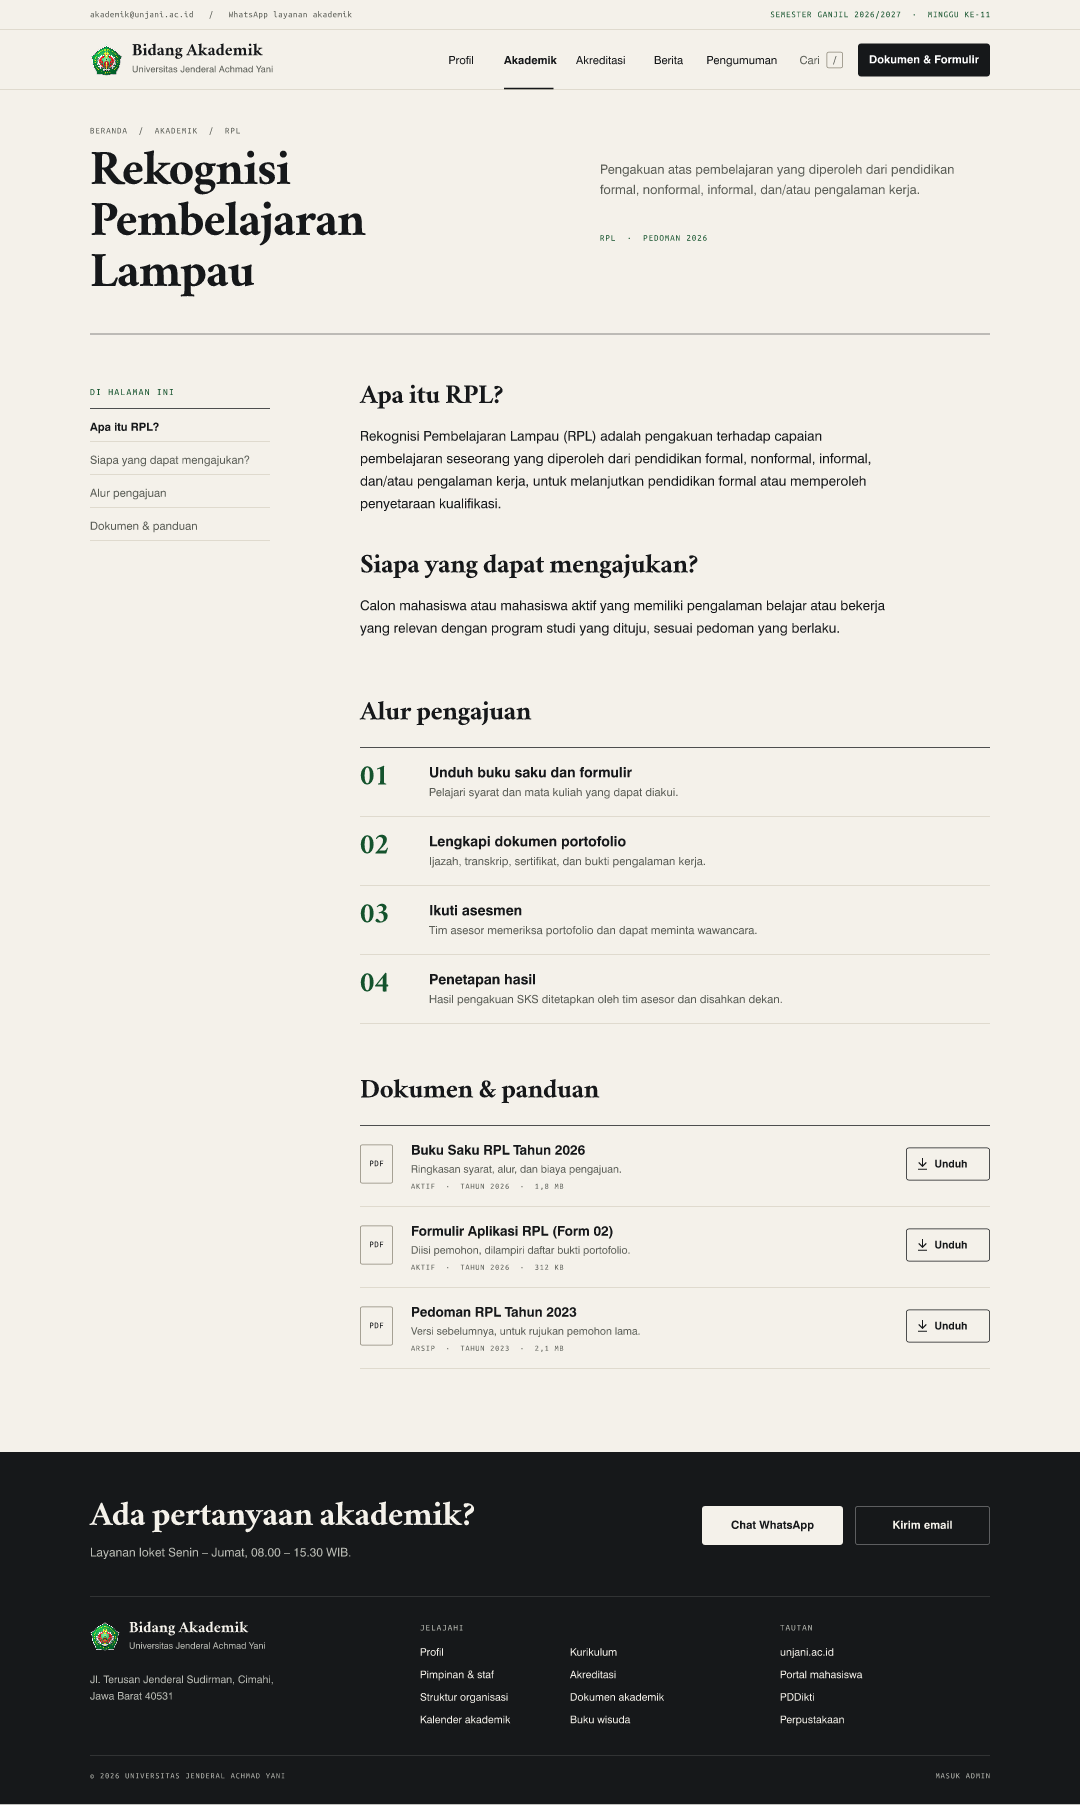 akademik@unjani.ac.id / WhatsApp layanan akademik
SEMESTER GANJIL 2026/2027 · MINGGU KE-11
Bidang Akademik
Universitas Jenderal Achmad Yani
Profil
Akademik
Akreditasi
Berita
Pengumuman
Cari /
Dokumen & Formulir
BERANDA / AKADEMIK / RPL
Rekognisi
Pembelajaran
Lampau
Pengakuan atas pembelajaran yang diperoleh dari pendidikan
formal, nonformal, informal, dan/atau pengalaman kerja.
RPL · PEDOMAN 2026
DI HALAMAN INI
Apa itu RPL?
Siapa yang dapat mengajukan?
Alur pengajuan
Dokumen & panduan
Apa itu RPL?
Rekognisi Pembelajaran Lampau (RPL) adalah pengakuan terhadap capaian
pembelajaran seseorang yang diperoleh dari pendidikan formal, nonformal, informal,
dan/atau pengalaman kerja, untuk melanjutkan pendidikan formal atau memperoleh
penyetaraan kualifikasi.
Siapa yang dapat mengajukan?
Calon mahasiswa atau mahasiswa aktif yang memiliki pengalaman belajar atau bekerja
yang relevan dengan program studi yang dituju, sesuai pedoman yang berlaku.
Alur pengajuan
01
Unduh buku saku dan formulir
Pelajari syarat dan mata kuliah yang dapat diakui.
02
Lengkapi dokumen portofolio
Ijazah, transkrip, sertifikat, dan bukti pengalaman kerja.
03
Ikuti asesmen
Tim asesor memeriksa portofolio dan dapat meminta wawancara.
04
Penetapan hasil
Hasil pengakuan SKS ditetapkan oleh tim asesor dan disahkan dekan.
Dokumen & panduan
PDF
Buku Saku RPL Tahun 2026
Ringkasan syarat, alur, dan biaya pengajuan.
AKTIF · TAHUN 2026 · 1,8 MB
Unduh
PDF
Formulir Aplikasi RPL (Form 02)
Diisi pemohon, dilampiri daftar bukti portofolio.
AKTIF · TAHUN 2026 · 312 KB
Unduh
PDF
Pedoman RPL Tahun 2023
Versi sebelumnya, untuk rujukan pemohon lama.
ARSIP · TAHUN 2023 · 2,1 MB
Unduh
Ada pertanyaan akademik?
Layanan loket Senin – Jumat, 08.00 – 15.30 WIB.
Chat WhatsApp
Kirim email
Bidang Akademik
Universitas Jenderal Achmad Yani
Jl. Terusan Jenderal Sudirman, Cimahi,
Jawa Barat 40531
JELAJAHI
Profil
Pimpinan & staf
Struktur organisasi
Kalender akademik
Kurikulum
Akreditasi
Dokumen akademik
Buku wisuda
TAUTAN
unjani.ac.id
Portal mahasiswa
PDDikti
Perpustakaan
© 2026 UNIVERSITAS JENDERAL ACHMAD YANI
MASUK ADMIN